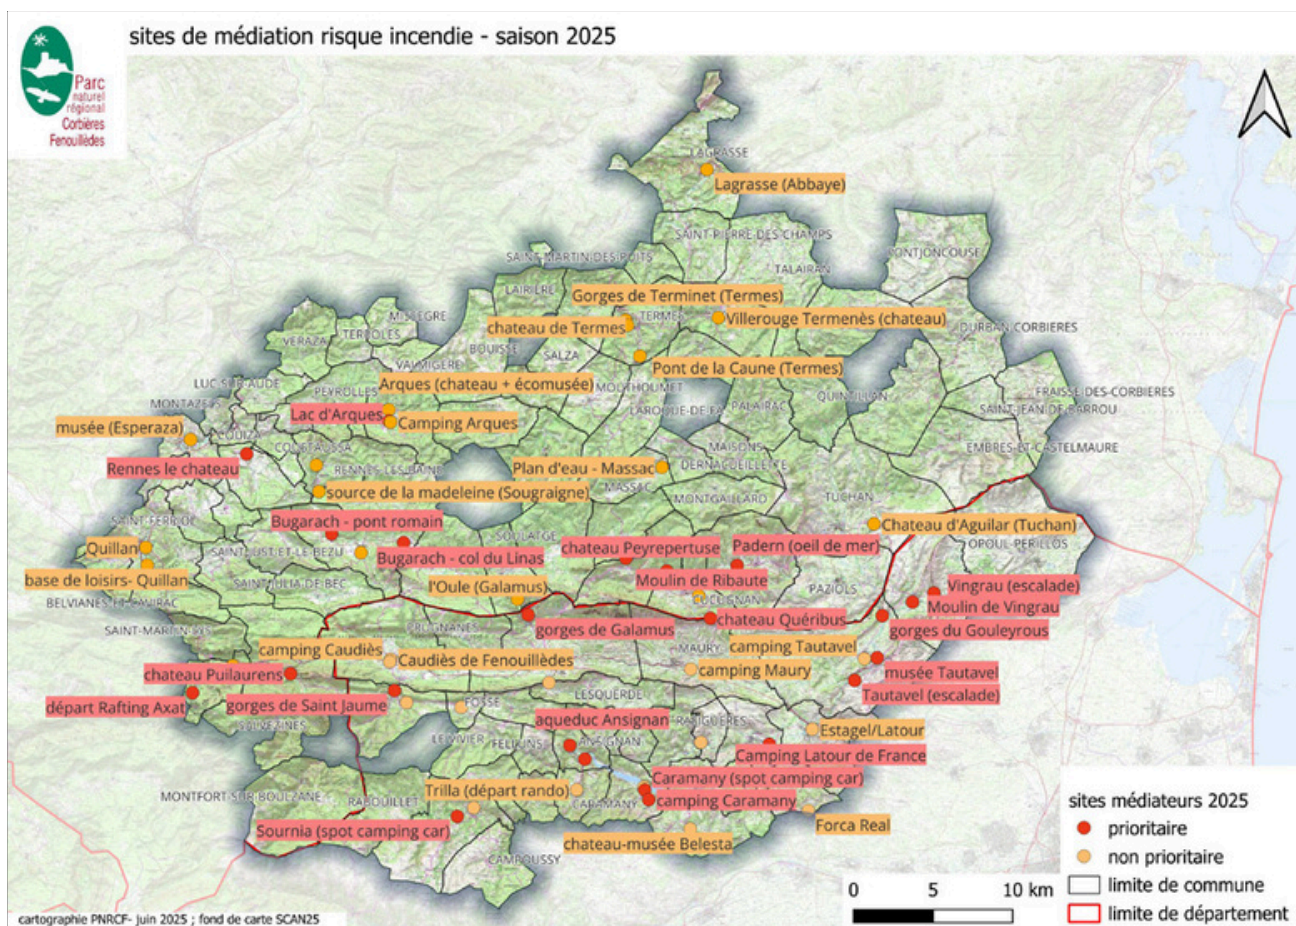 sites de médiation risque incendie - saison 2025
Parc
naturel
régional
Corbières
Fenouillèdes
LAGRASSE
Lagrasse (Abbaye)
SAINT-PIERRE-DES-CHAMPS
SAINT-MARTIN-DES-PUITS
TALAIRAN
LAIRIÈRE
Gorges de Terminet (Termes)
TERMES
chateau de Termes
Villerouge Termenès (chateau)
DURBAN-CORBIERES
TERROLES
VERAZA
BOUISSE
SALZA
VALMIGERE
Pont de la Caune (Termes)
LUC-SUR-AUDE
PEYROLLES
Arques (chateau + écomusée)
MOUTHOUMET
QUINTILLAN
FRAISSE-DES-CORBIERES
MONTAZELS
Lac d'Arques
Camping Arques
PALAIRAC
SAINT-JEAN-DE-BARROU
musée (Esperaza)
COUIZA
COUSTAUSSA
MAISONS
EMBRES-ET-CASTELMAURE
Rennes le chateau
RENNES-LES-BAINS
Plan d'eau - Massac
DERNACUEILLETTE
MASSAC
source de la madeleine (Sougraigne)
MONTGAILLARD
TUCHAN
SAINT-FERRIOL
Bugarach - pont romain
Chateau d'Aguilar (Tuchan)
SOULATGE
OPOUL-PERILLOS
Quillan
SAINT-JUST-ET-LE-BEZU
Bugarach - col du Linas
chateau Peyrepertuse
Padern (oeil de mer)
base de loisirs- Quillan
SAINT-JULIA-DE-BEC
l'Oule (Galamus)
Moulin de Ribaute
CUCUGNAN
PAZIOLS
Vingrau (escalade)
BELVIANES-ET-CAVIRAC
Moulin de Vingrau
SAINT-MARTIN-LYS
PRUGNANES
gorges de Galamus
chateau Quéribus
gorges du Gouleyrous
camping Caudiès
Caudiès de Fenouillèdes
MAURY
camping Tautavel
chateau Puilaurens
camping Maury
musée Tautavel
départ Rafting Axat
gorges de Saint Jaume
FOSSE
LESQUERDE
Tautavel (escalade)
SALVEZINES
aqueduc Ansignan
Estagel/Latour
LE VIVIER
FELLUNS
ANSIGNAN
Camping Latour de France
Caramany (spot camping car)
MONTFORT-SUR-BOULZANE
RABOUILLET
Trilla (départ rando)
CARAMANY
camping Caramany
Sournia (spot camping car)
Forca Real
chateau-musée Belesta
CAMPOUSSY
sites médiateurs 2025
prioritaire
non prioritaire
limite de commune
limite de département
0 5 10 km
cartographie PNRCF- juin 2025 ; fond de carte SCAN25